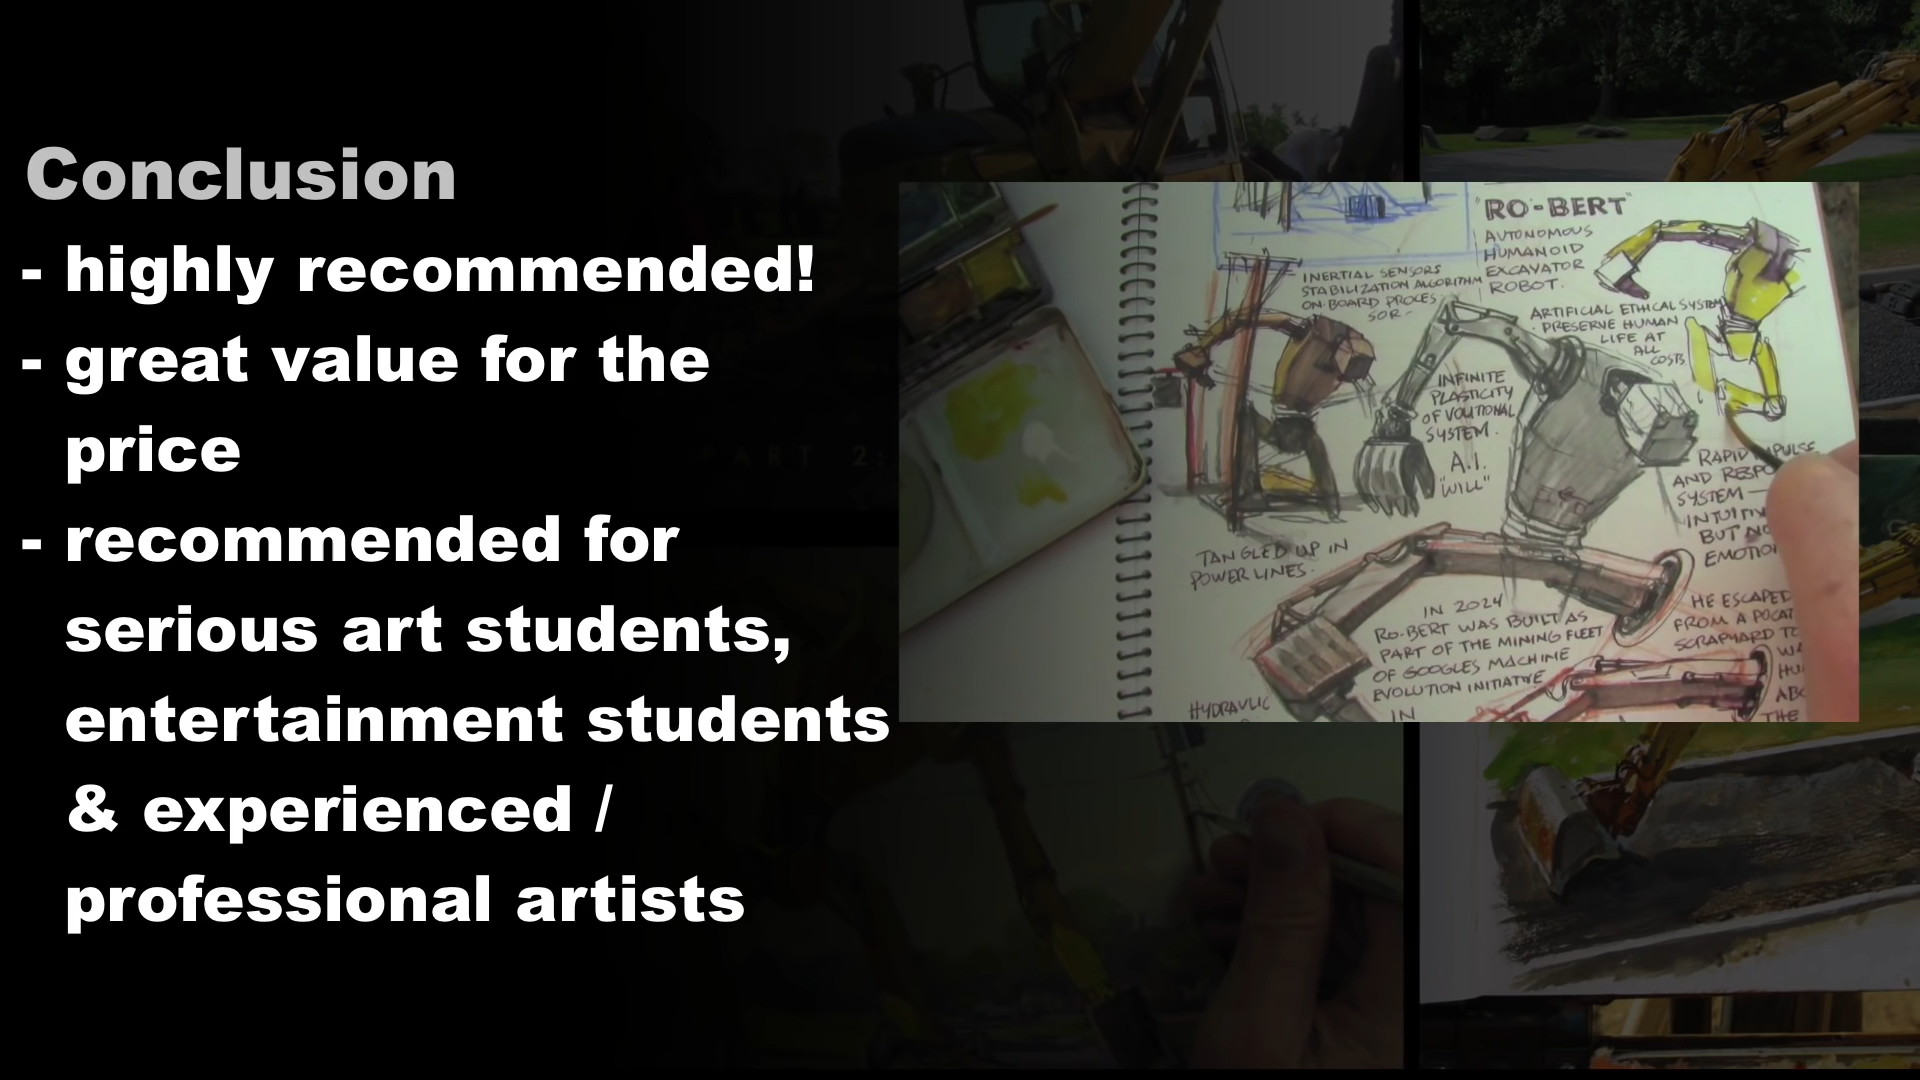 Conclusion
- highly recommended!
- great value for the
price
- recommended for
serious art students,
entertainment students
& experienced /
professional artists
PART 2:
"RO-BERT"
AUTONOMOUS
HUMANOID
EXCAVATOR
ROBOT.
INERTIAL SENSORS
STABILIZATION ALGORITHM
ON-BOARD PROCES
SOR-
ARTIFICIAL ETHICAL SYSTEM
- PRESERVE HUMAN
LIFE AT
ALL
COSTS
INFINITE
PLASTICITY
OF VOLITIONAL
SYSTEM.
A.I.
"WILL"
RAPID
AND
SYSTEM -
BUT
TANGLED UP IN
POWER LINES.
IN 2024
RO-BERT WAS BUILT AS
PART OF THE MINING FLEET
OF GOOGLES MACHINE
EVOLUTION INITIATIVE
IN
HE ESCAPED
FROM A
SCRAPYARD
THE
HYDRAULIC